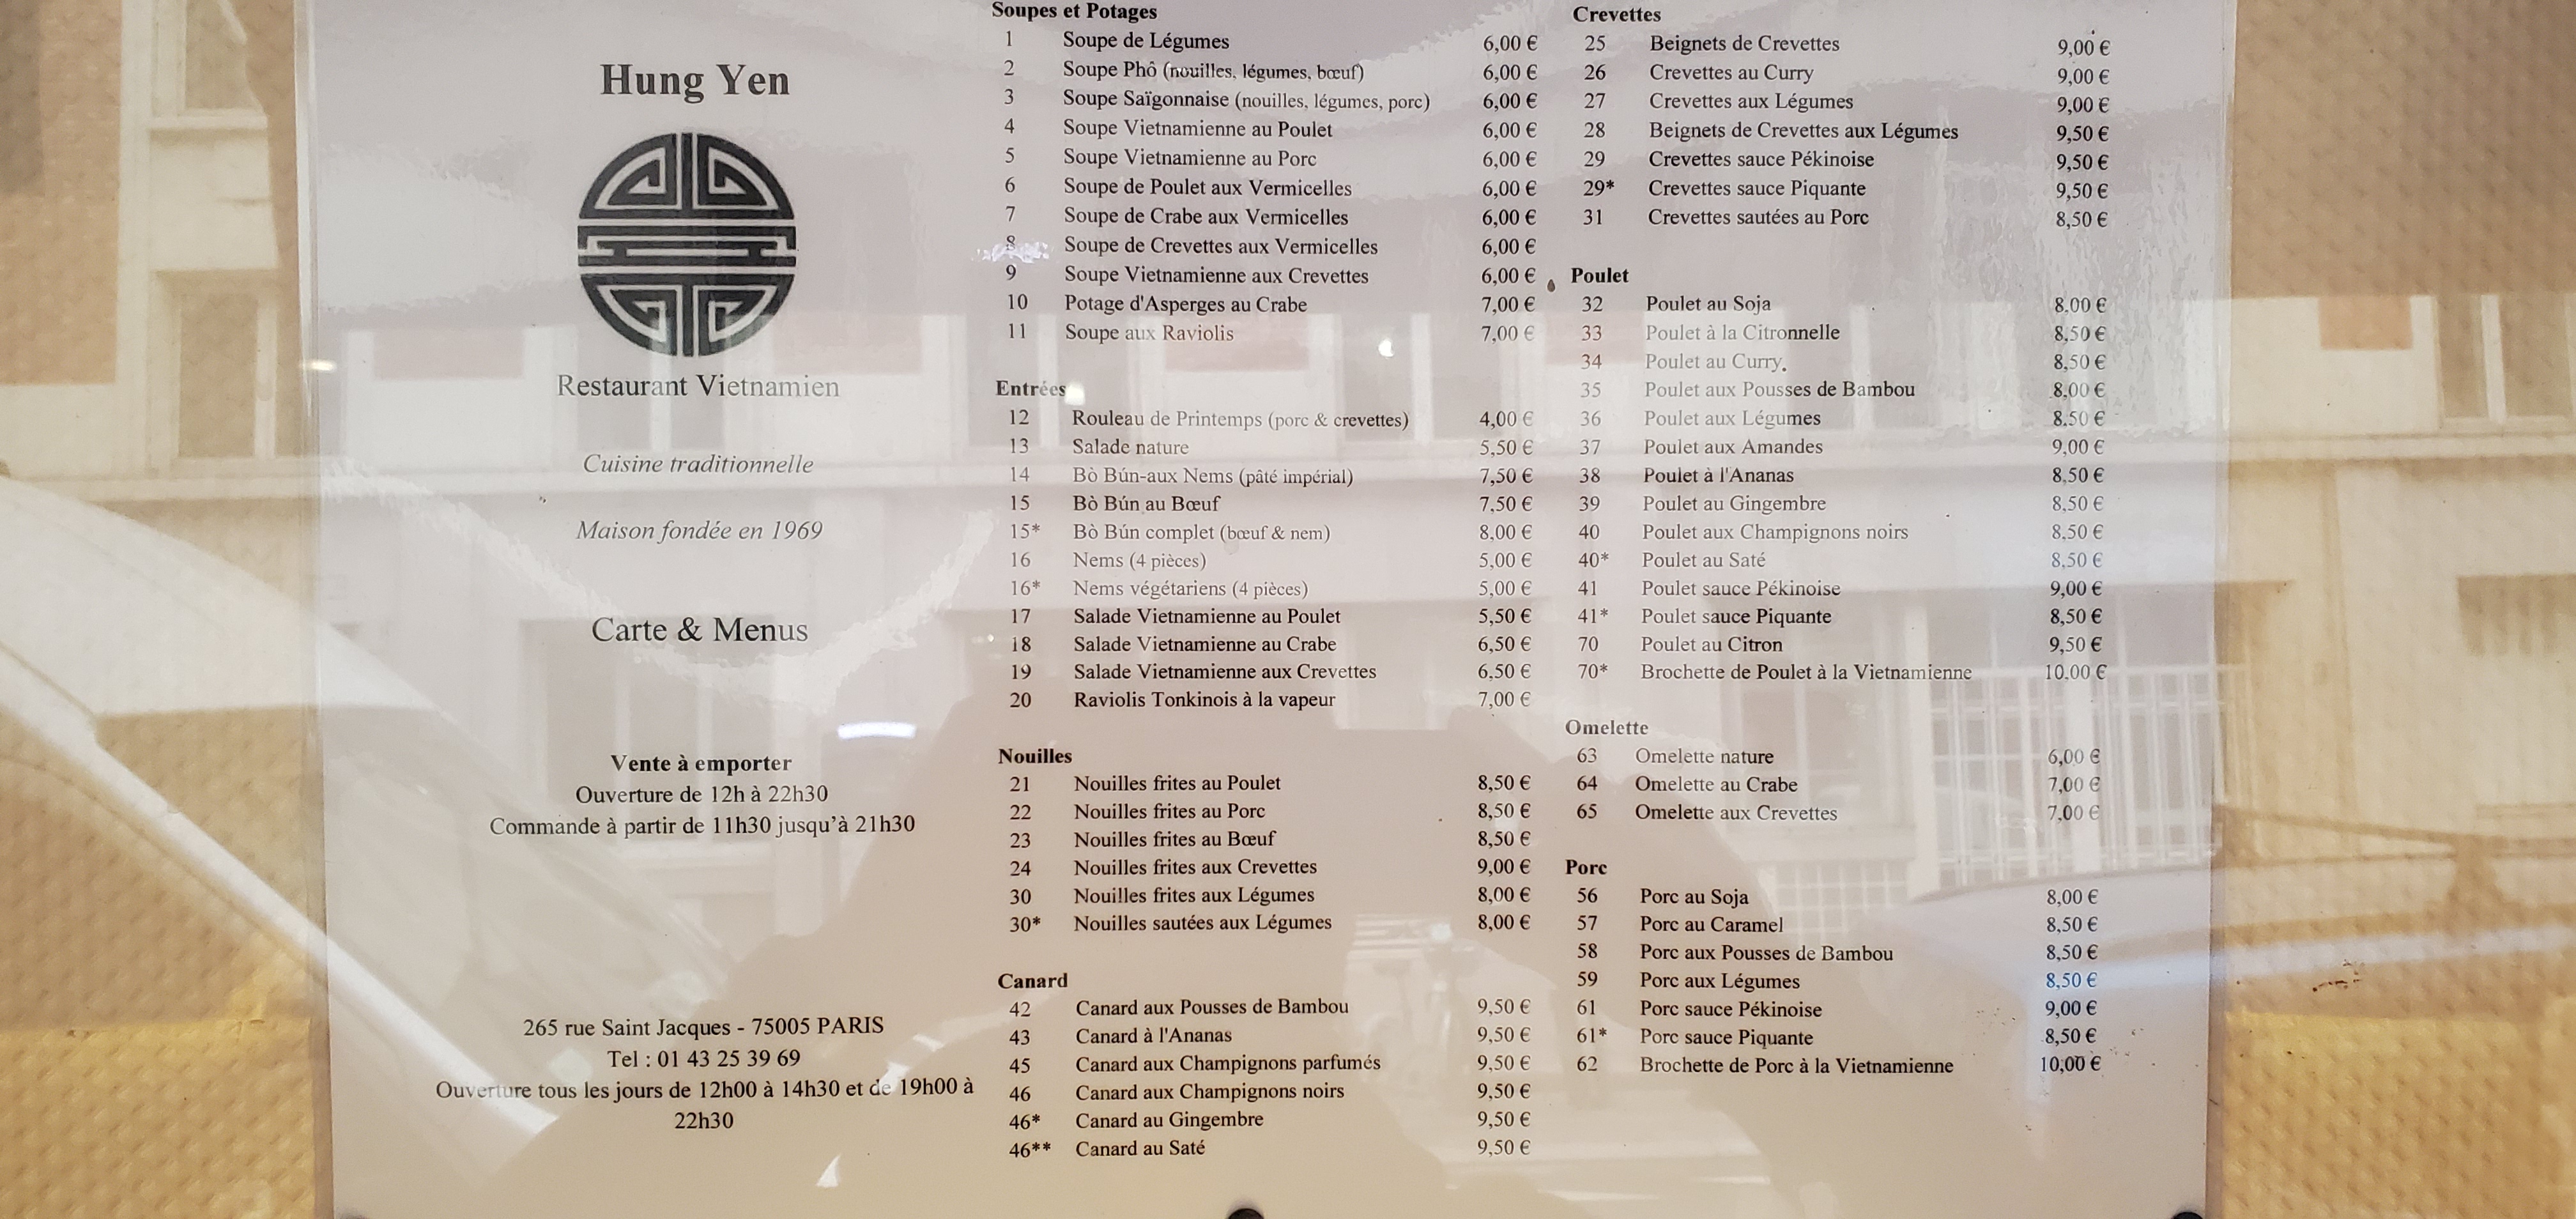 Hung Yen
Restaurant Vietnamien
Cuisine traditionnelle
Maison fondée en 1969
Carte & Menus
Vente à emporter
Ouverture de 12h à 22h30
Commande à partir de 11h30 jusqu’à 21h30
265 rue Saint Jacques - 75005 PARIS
Tel : 01 43 25 39 69
Ouverture tous les jours de 12h00 à 14h30 et de 19h00 à
22h30
Soupes et Potages
1 Soupe de Légumes 6,00 €
2 Soupe Phô (nouilles, légumes, bœuf) 6,00 €
3 Soupe Saïgonnaise (nouilles, légumes, porc) 6,00 €
4 Soupe Vietnamienne au Poulet 6,00 €
5 Soupe Vietnamienne au Porc 6,00 €
6 Soupe de Poulet aux Vermicelles 6,00 €
7 Soupe de Crabe aux Vermicelles 6,00 €
8 Soupe de Crevettes aux Vermicelles 6,00 €
9 Soupe Vietnamienne aux Crevettes 6,00 €
10 Potage d'Asperges au Crabe 7,00 €
11 Soupe aux Raviolis 7,00 €
Entrées
12 Rouleau de Printemps (porc & crevettes) 4,00 €
13 Salade nature 5,50 €
14 Bò Bún-aux Nems (pâté impérial) 7,50 €
15 Bò Bún au Bœuf 7,50 €
15* Bò Bún complet (bœuf & nem) 8,00 €
16 Nems (4 pièces) 5,00 €
16* Nems végétariens (4 pièces) 5,00 €
17 Salade Vietnamienne au Poulet 5,50 €
18 Salade Vietnamienne au Crabe 6,50 €
19 Salade Vietnamienne aux Crevettes 6,50 €
20 Raviolis Tonkinois à la vapeur 7,00 €
Nouilles
21 Nouilles frites au Poulet 8,50 €
22 Nouilles frites au Porc 8,50 €
23 Nouilles frites au Bœuf 8,50 €
24 Nouilles frites aux Crevettes 9,00 €
30 Nouilles frites aux Légumes 8,00 €
30* Nouilles sautées aux Légumes 8,00 €
Canard
42 Canard aux Pousses de Bambou 9,50 €
43 Canard à l'Ananas 9,50 €
45 Canard aux Champignons parfumés 9,50 €
46 Canard aux Champignons noirs 9,50 €
46* Canard au Gingembre 9,50 €
46** Canard au Saté 9,50 €
Crevettes
25 Beignets de Crevettes 9,00 €
26 Crevettes au Curry 9,00 €
27 Crevettes aux Légumes 9,00 €
28 Beignets de Crevettes aux Légumes 9,50 €
29 Crevettes sauce Pékinoise 9,50 €
29* Crevettes sauce Piquante 9,50 €
31 Crevettes sautées au Porc 8,50 €
Poulet
32 Poulet au Soja 8,00 €
33 Poulet à la Citronnelle 8,50 €
34 Poulet au Curry 8,50 €
35 Poulet aux Pousses de Bambou 8,00 €
36 Poulet aux Légumes 8,50 €
37 Poulet aux Amandes 9,00 €
38 Poulet à l'Ananas 8,50 €
39 Poulet au Gingembre 8,50 €
40 Poulet aux Champignons noirs 8,50 €
40* Poulet au Saté 8,50 €
41 Poulet sauce Pékinoise 9,00 €
41* Poulet sauce Piquante 8,50 €
70 Poulet au Citron 9,50 €
70* Brochette de Poulet à la Vietnamienne 10,00 €
Omelette
63 Omelette nature 6,00 €
64 Omelette au Crabe 7,00 €
65 Omelette aux Crevettes 7,00 €
Porc
56 Porc au Soja 8,00 €
57 Porc au Caramel 8,50 €
58 Porc aux Pousses de Bambou 8,50 €
59 Porc aux Légumes 8,50 €
61 Porc sauce Pékinoise 9,00 €
61* Porc sauce Piquante 8,50 €
62 Brochette de Porc à la Vietnamienne 10,00 €